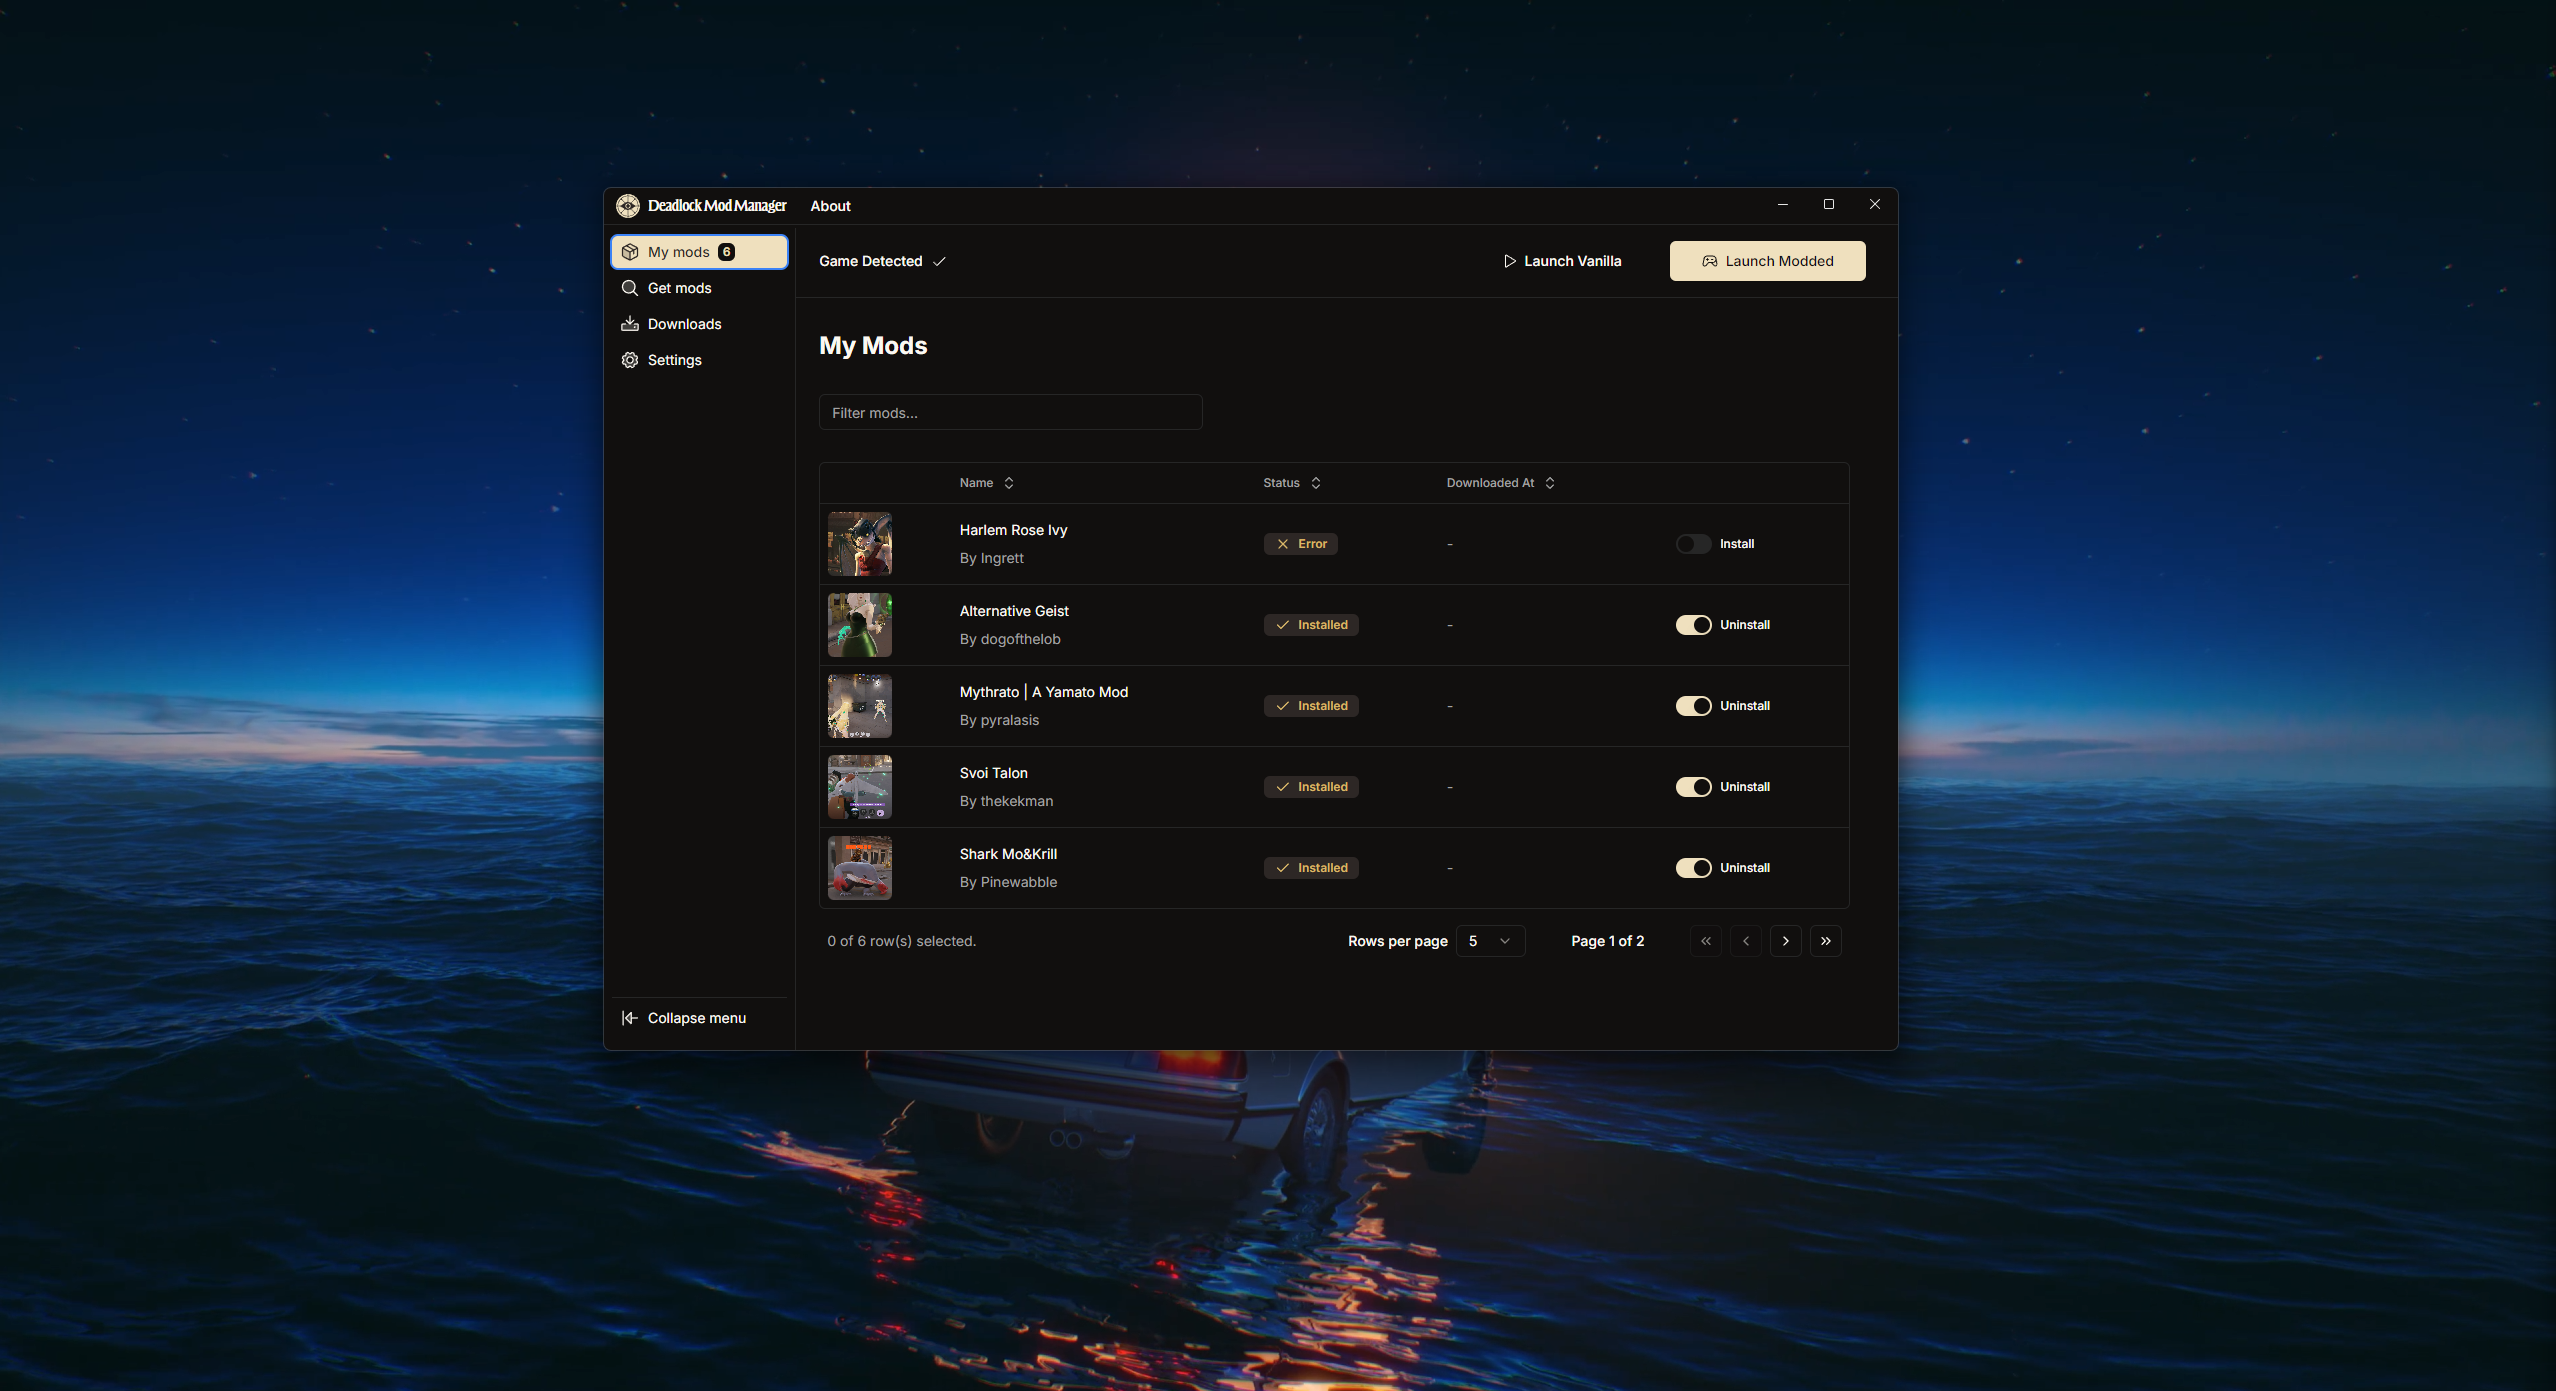 Deadlock Mod Manager About
My mods 6
Get mods
Downloads
Settings
Collapse menu
Game Detected
Launch Vanilla
Launch Modded
My Mods
Filter mods...
Name Status Downloaded At
Harlem Rose Ivy
By Ingrett
Error
-
Install
Alternative Geist
By dogofthelob
Installed
-
Uninstall
Mythrato | A Yamato Mod
By pyralasis
Installed
-
Uninstall
Svoi Talon
By thekekman
Installed
-
Uninstall
Shark Mo&Krill
By Pinewabble
Installed
-
Uninstall
0 of 6 row(s) selected.
Rows per page 5
Page 1 of 2